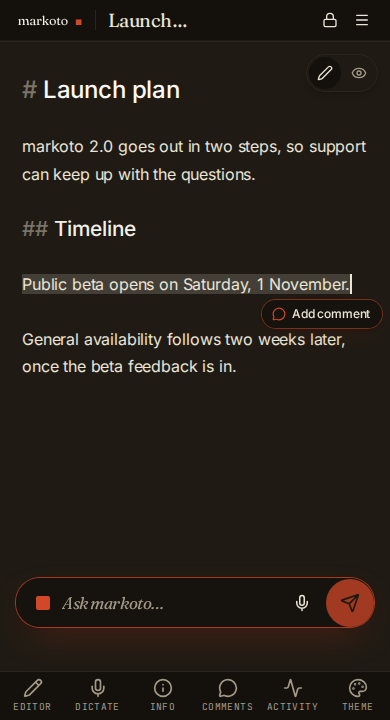 markoto
Launch...
# Launch plan
markoto 2.0 goes out in two steps, so support
can keep up with the questions.
## Timeline
Public beta opens on Saturday, 1 November.
Add comment
General availability follows two weeks later,
once the beta feedback is in.
Ask markoto...
EDITOR DICTATE INFO COMMENTS ACTIVITY THEME